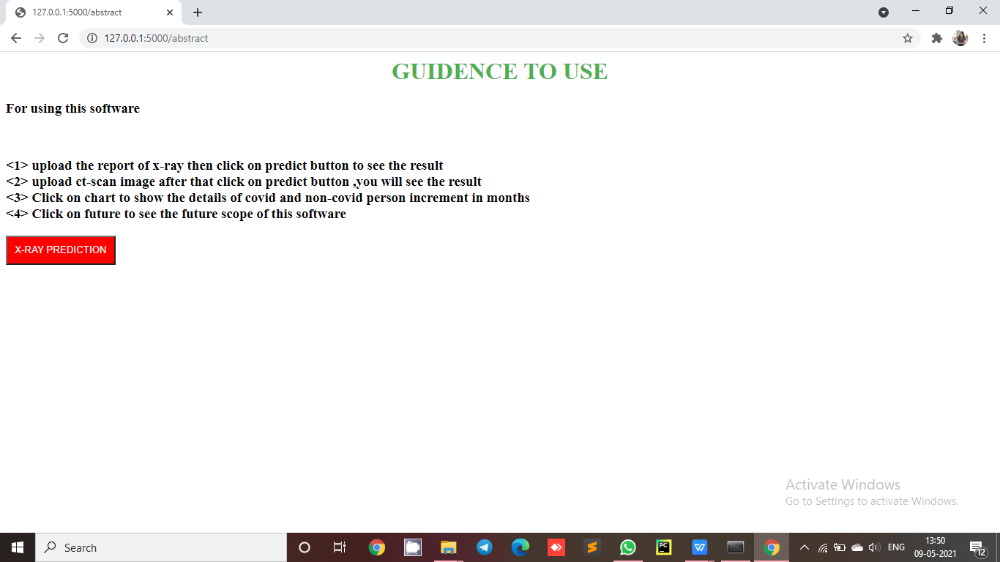 127.0.0.1:5000/abstract
127.0.0.1:5000/abstract
GUIDENCE TO USE
For using this software
<1> upload the report of x-ray then click on predict button to see the result
<2> upload ct-scan image after that click on predict button ,you will see the result
<3> Click on chart to show the details of covid and non-covid person increment in months
<4> Click on future to see the future scope of this software
X-RAY PREDICTION
Activate Windows
Go to Settings to activate Windows.
Search
PC
W
ENG
13:50
09-05-2021
12